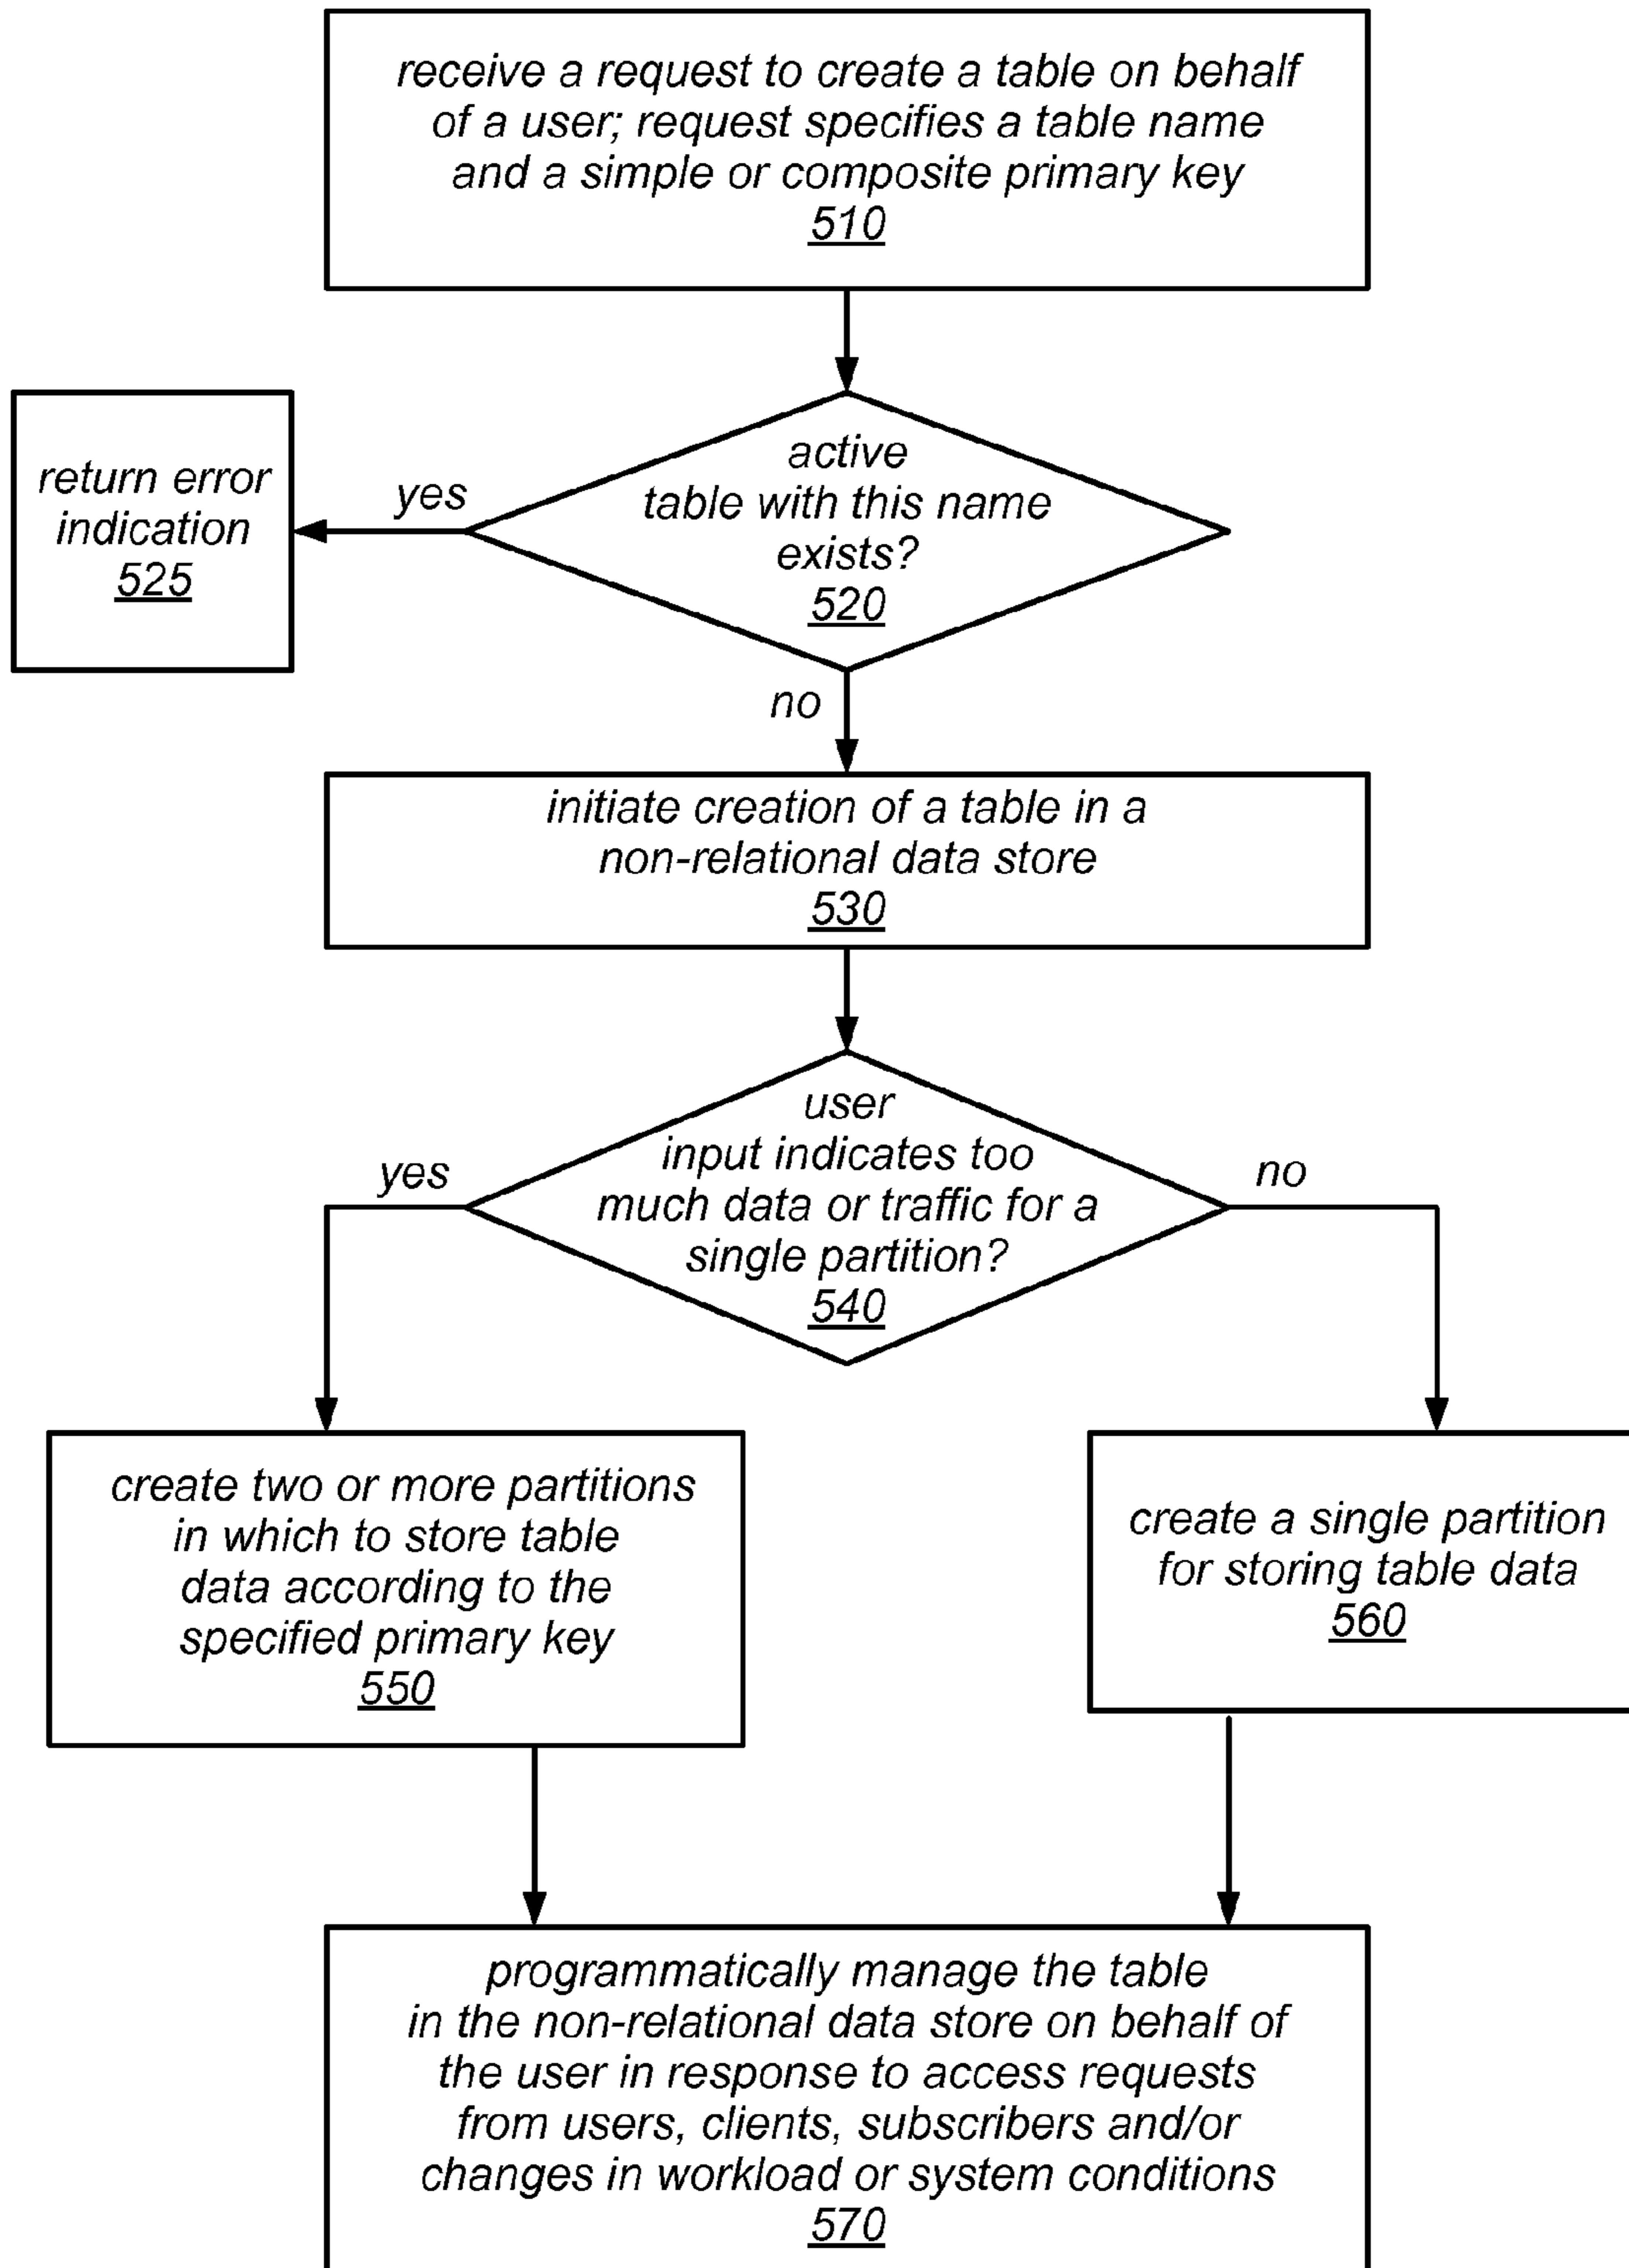 receive a request to create a table on behalf
of a user; request specifies a table name
and a simple or composite primary key
510
active
table with this name
exists?
520
yes
return error
indication
525
no
initiate creation of a table in a
non-relational data store
530
user
input indicates too
much data or traffic for a
single partition?
540
yes
no
create two or more partitions
in which to store table
data according to the
specified primary key
550
create a single partition
for storing table data
560
programmatically manage the table
in the non-relational data store on behalf of
the user in response to access requests
from users, clients, subscribers and/or
changes in workload or system conditions
570